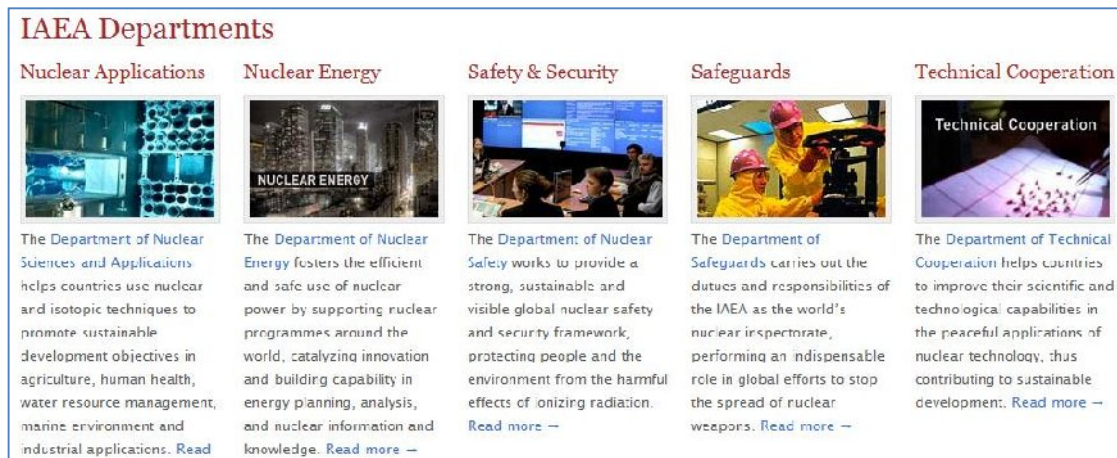 IAEA Departments
Nuclear Applications
The Department of Nuclear
Sciences and Applications
helps countries use nuclear
and isotopic techniques to
promote sustainable
development objectives in
agriculture, human health,
water resource management,
marine environment and
industrial applications. Read
Nuclear Energy
NUCLEAR ENERGY
The Department of Nuclear
Energy fosters the efficient
and safe use of nuclear
power by supporting nuclear
programmes around the
world, catalyzing innovation
and building capability in
energy planning, analysis,
and nuclear information and
knowledge. Read more →
Safety & Security
The Department of Nuclear
Safety works to provide a
strong, sustainable and
visible global nuclear safety
and security framework,
protecting people and the
environment from the harmful
effects of ionizing radiation.
Read more →
Safeguards
The Department of
Safeguards carries out the
dutues and responsibilities of
the IAEA as the world's
nuclear inspectorate,
performing an indispensable
role in global efforts to stop
the spread of nuclear
weapons. Read more →
Technical Cooperation
Technical Cooperation
The Department of Technical
Cooperation helps countries
to improve their scientific and
technological capabilities in
the peaceful applications of
nuclear technology, thus
contributing to sustainable
development. Read more →